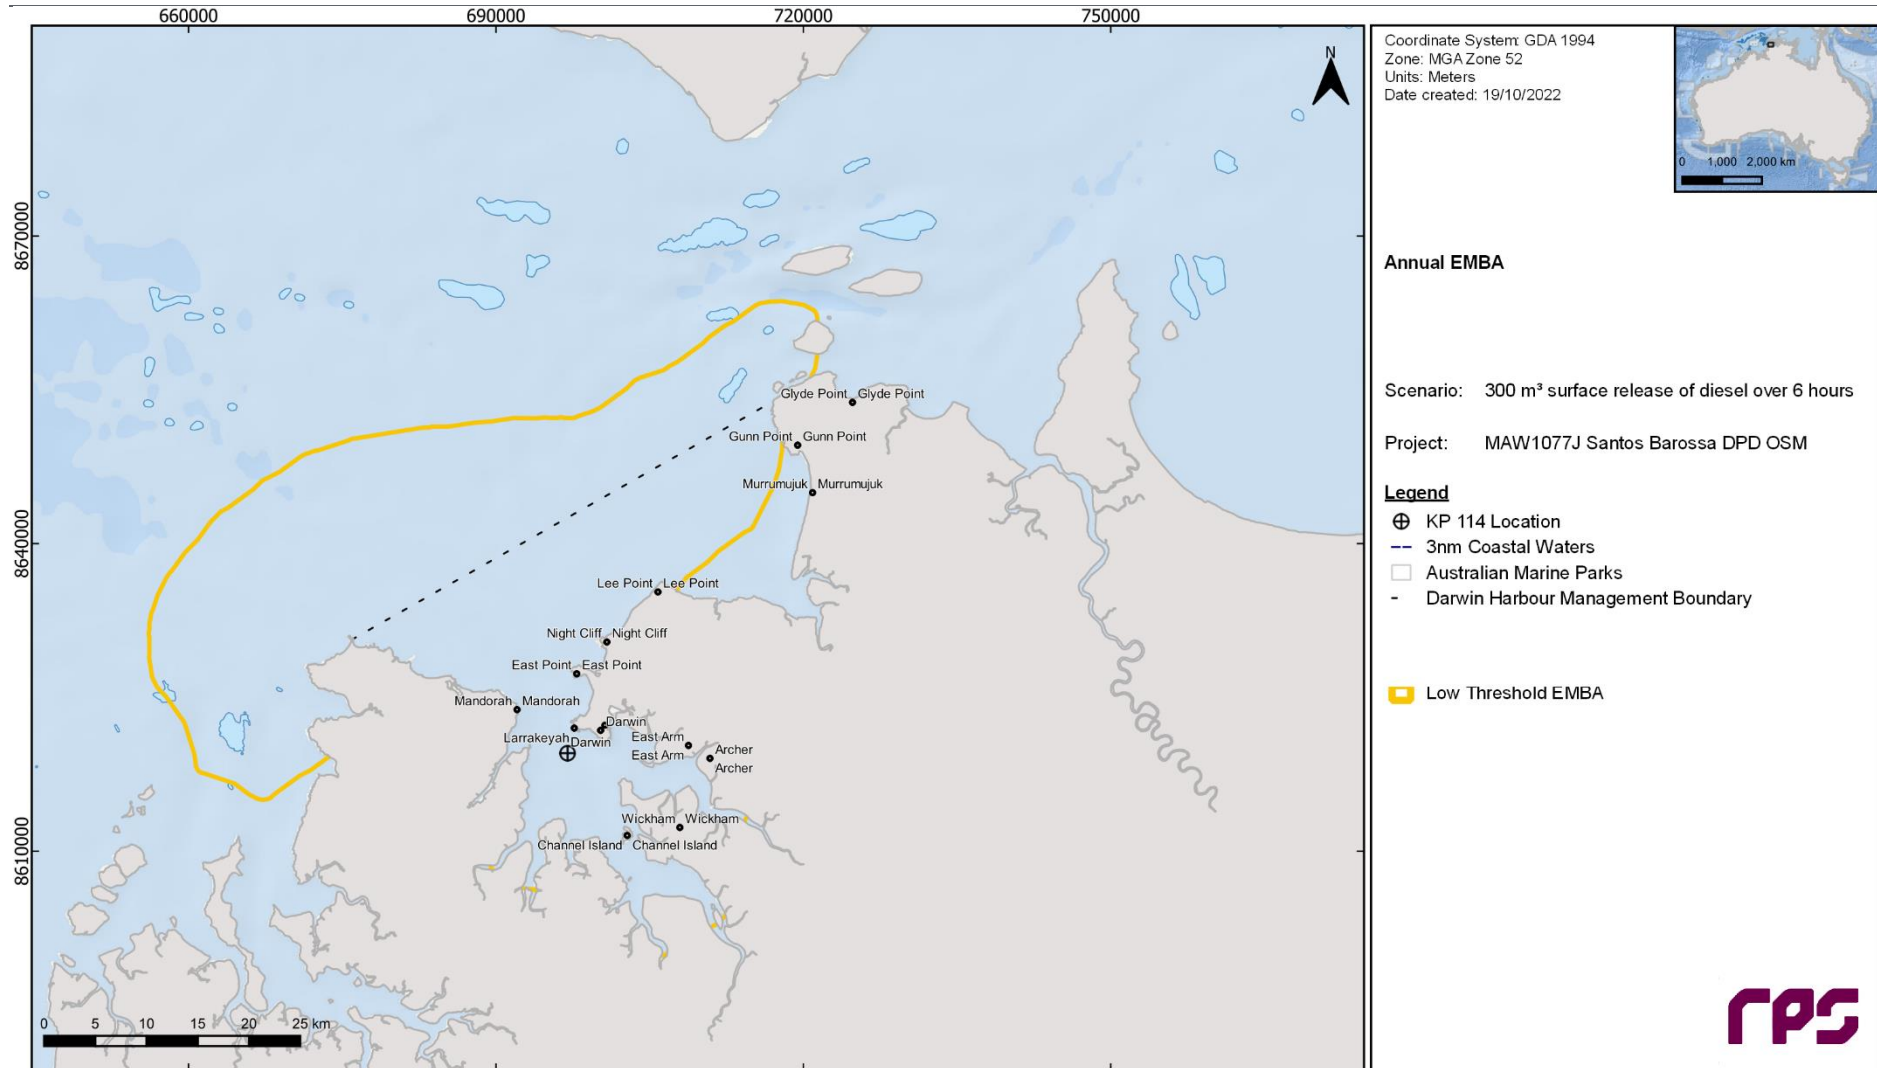 660000 690000 720000 750000
8670000
8640000
8610000
N
Glyde Point Glyde Point
Gunn Point Gunn Point
Murrumujuk Murrumujuk
Lee Point Lee Point
Night Cliff Night Cliff
East Point East Point
Mandorah Mandorah
Darwin
Larrakeyah Darwin
East Arm
East Arm
Archer
Archer
Wickham Wickham
Channel Island Channel Island
0 5 10 15 20 25 km
Coordinate System: GDA 1994
Zone: MGA Zone 52
Units: Meters
Date created: 19/10/2022
0 1,000 2,000 km
Annual EMBA
Scenario: 300 m³ surface release of diesel over 6 hours
Project: MAW1077J Santos Barossa DPD OSM
Legend
KP 114 Location
3nm Coastal Waters
Australian Marine Parks
Darwin Harbour Management Boundary
Low Threshold EMBA
rps